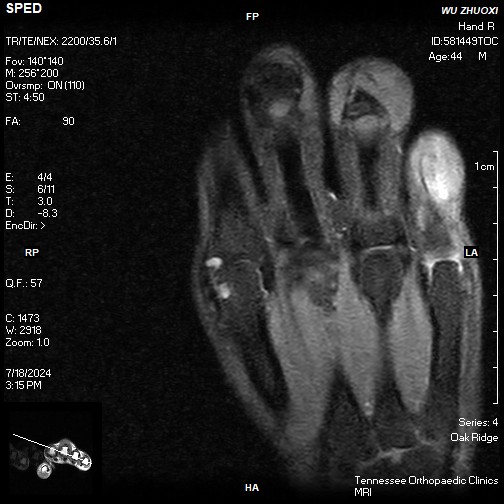 SPED
FP
WU ZHUOXI
Hand R
ID:581449TOC
Age:44 M
TR/TE/NEX: 2200/35.6/1
Fov: 140*140
M: 256*200
Ovrsmp: ON (110)
ST: 4:50
FA: 90
E: 4/4
S: 6/11
T: 3.0
D: -8.3
EncDir: >
1cm
RP
LA
Q.F.: 57
C: 1473
W: 2918
Zoom: 1.0
7/18/2024
3:15 PM
Series: 4
Oak Ridge
HA
Tennessee Orthopaedic Clinics
MRI